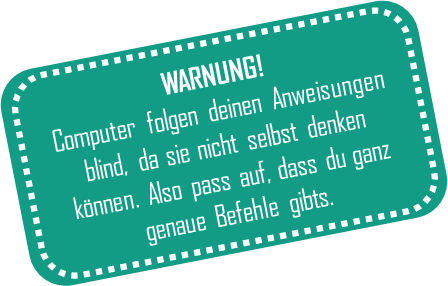 WARNUNG!
Computer folgen deinen Anweisungen
blind, da sie nicht selbst denken
können. Also pass auf, dass du ganz
genaue Befehle gibts.